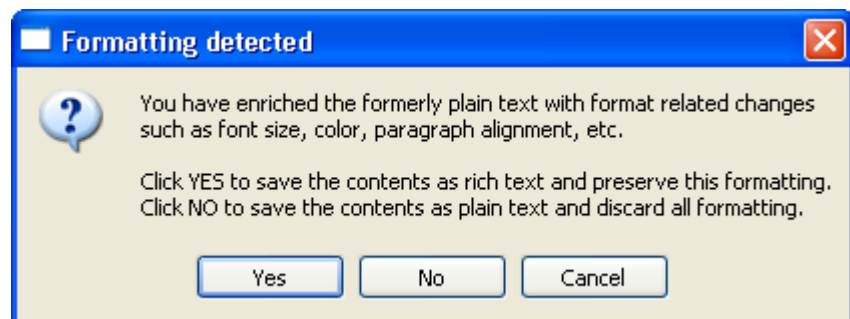 Formatting detected
You have enriched the formerly plain text with format related changes
such as font size, color, paragraph alignment, etc.
Click YES to save the contents as rich text and preserve this formatting.
Click NO to save the contents as plain text and discard all formatting.
Yes No Cancel